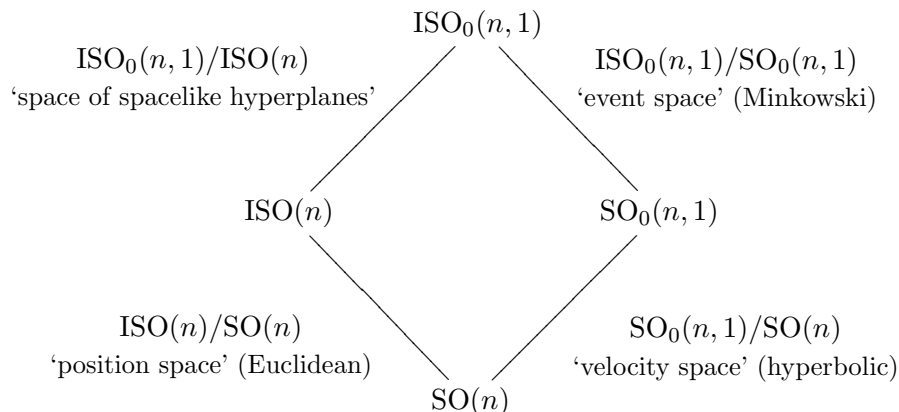 ISO₀(n, 1)
ISO₀(n, 1)/ISO(n)
‘space of spacelike hyperplanes’
ISO₀(n, 1)/SO₀(n, 1)
‘event space’ (Minkowski)
ISO(n)
SO₀(n, 1)
ISO(n)/SO(n)
‘position space’ (Euclidean)
SO₀(n, 1)/SO(n)
‘velocity space’ (hyperbolic)
SO(n)